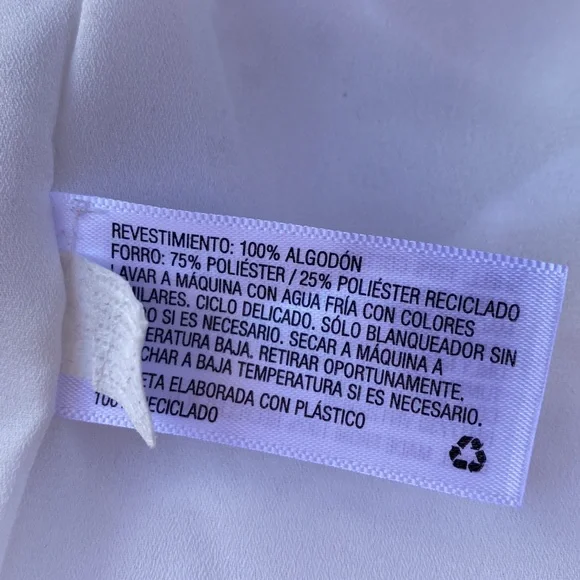 REVESTIMIENTO: 100% ALGODÓN
FORRO: 75% POLIÉSTER / 25% POLIÉSTER RECICLADO
LAVAR A MÁQUINA CON AGUA FRÍA CON COLORES
CICLO DELICADO. SÓLO BLANQUEADOR SIN
SI ES NECESARIO. SECAR A MÁQUINA A
BAJA. RETIRAR OPORTUNAMENTE.
A BAJA TEMPERATURA SI ES NECESARIO.
ELABORADA CON PLÁSTICO
RECICLADO